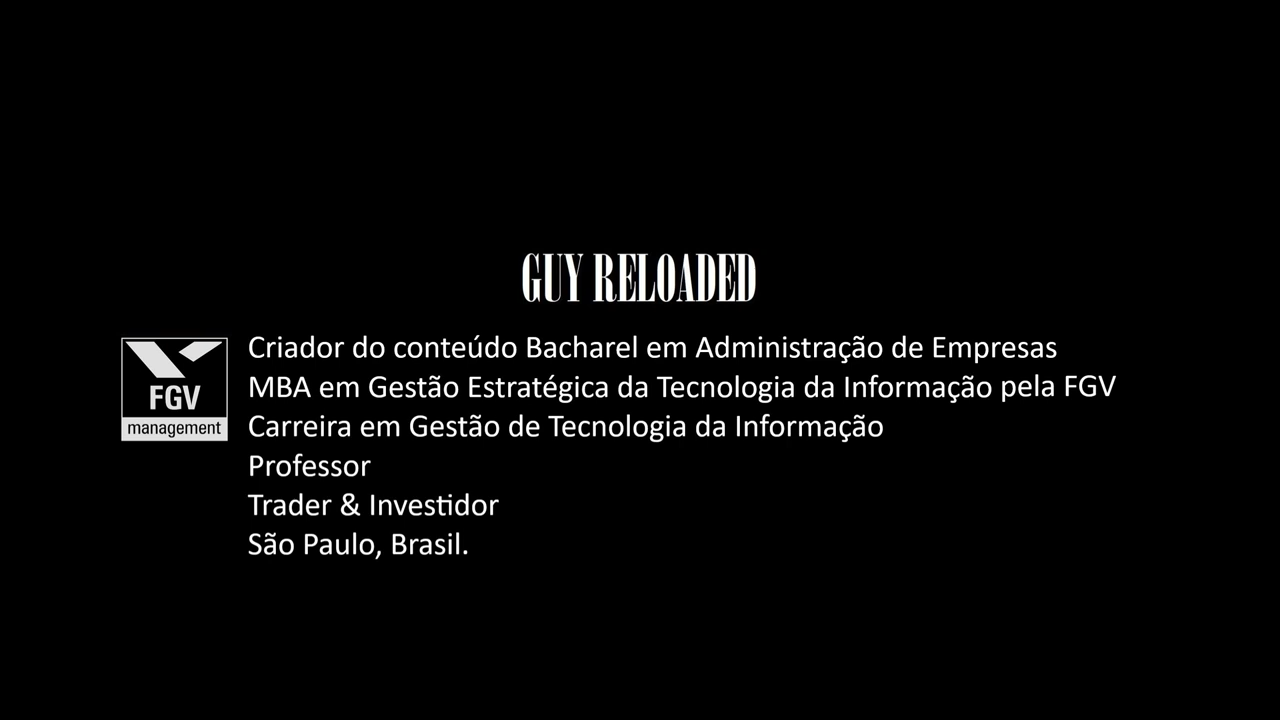 GUY RELOADED
Criador do conteúdo Bacharel em Administração de Empresas
MBA em Gestão Estratégica da Tecnologia da Informação pela FGV
Carreira em Gestão de Tecnologia da Informação
Professor
Trader & Investidor
São Paulo, Brasil.
FGV
management